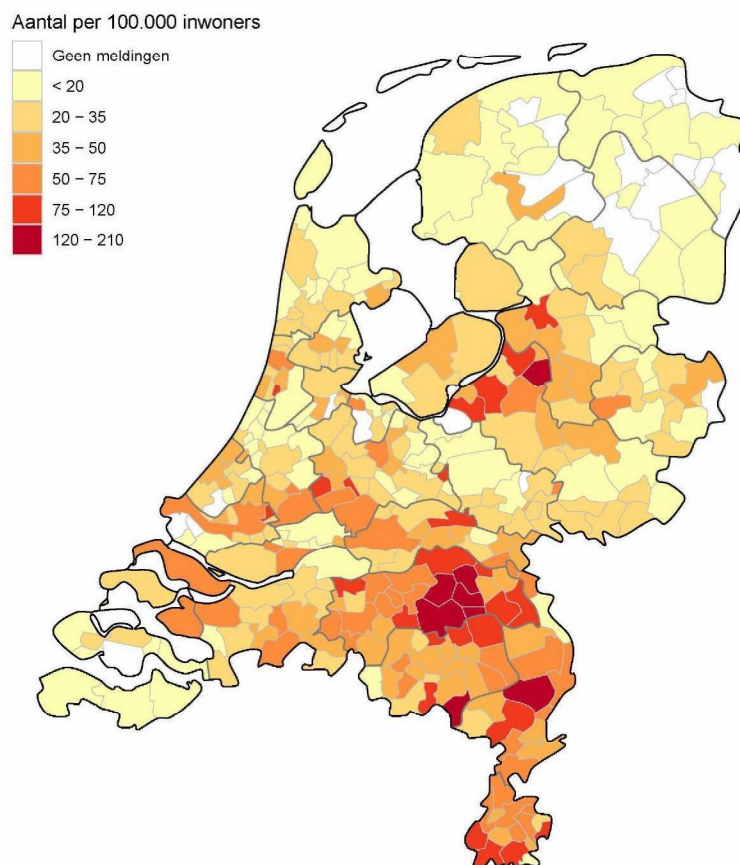 Aantal per 100.000 inwoners
Geen meldingen
< 20
20 – 35
35 – 50
50 – 75
75 – 120
120 – 210